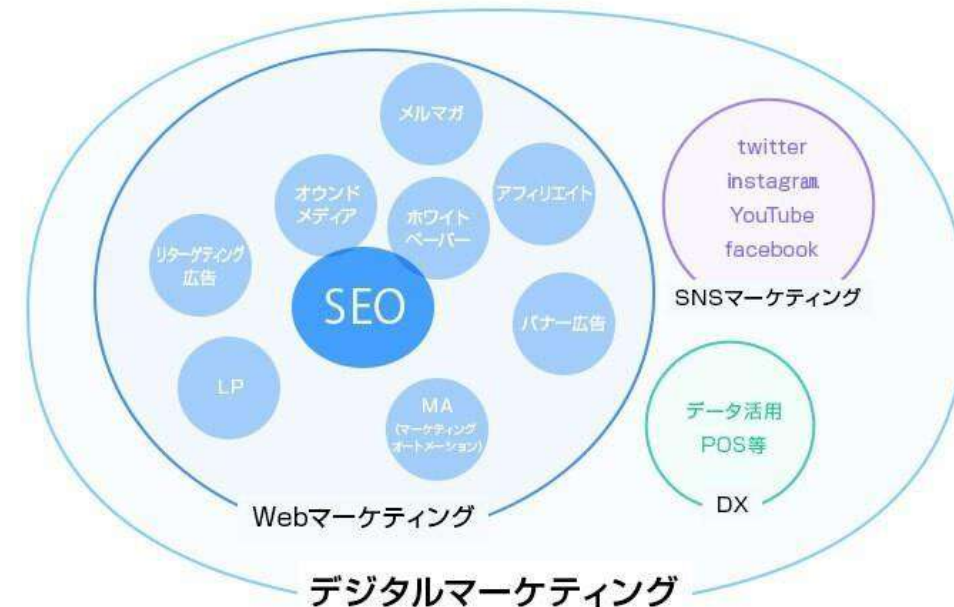 メルマガ
オウンド
メディア
ホワイト
ペーパー
アフィリエイト
リターゲティング
広告
SEO
バナー広告
LP
MA
(マーケティング
オートメーション)
Webマーケティング
twitter
instagram
YouTube
facebook
SNSマーケティング
データ活用
POS等
DX
デジタルマーケティング